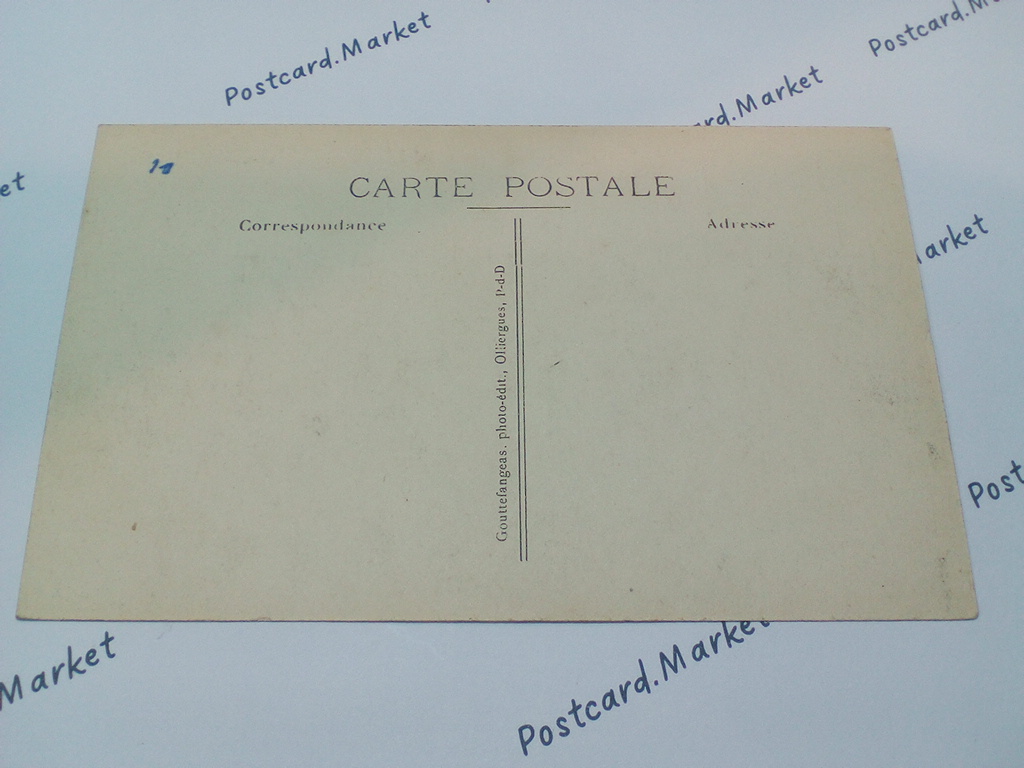 Postcard.Market
Postcard.M
rd.Market
et
CARTE POSTALE
Correspondance
Adresse
arket
Gouttefangeas, photo-édit., Olliergues, P-d-D
Post
Market
Postcard.Market